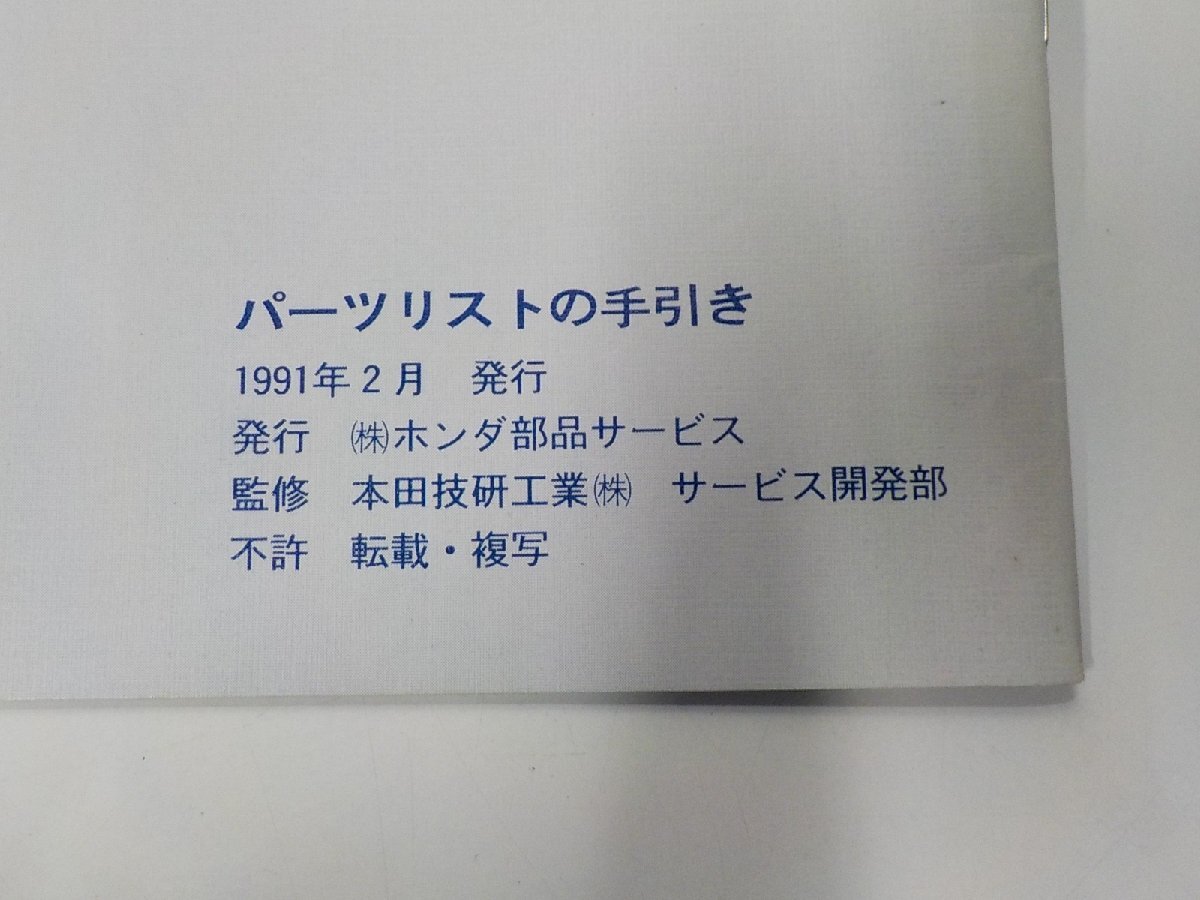 パーツリストの手引き
1991年2月　発行
発行　㈱ホンダ部品サービス
監修　本田技研工業㈱　サービス開発部
不許　転載・複写